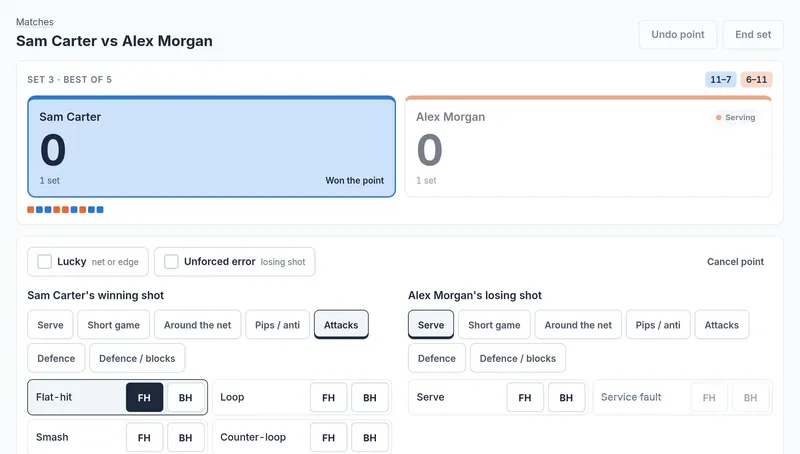 Matches
Sam Carter vs Alex Morgan
Undo point
End set
SET 3 · BEST OF 5
11–7
6–11
Sam Carter
0
1 set
Won the point
Alex Morgan
Serving
0
1 set
Lucky net or edge
Unforced error losing shot
Cancel point
Sam Carter's winning shot
Serve
Short game
Around the net
Pips / anti
Attacks
Defence
Defence / blocks
Flat-hit FH BH
Loop FH BH
Smash FH BH
Counter-loop FH BH
Alex Morgan's losing shot
Serve
Short game
Around the net
Pips / anti
Attacks
Defence
Defence / blocks
Serve FH BH
Service fault FH BH